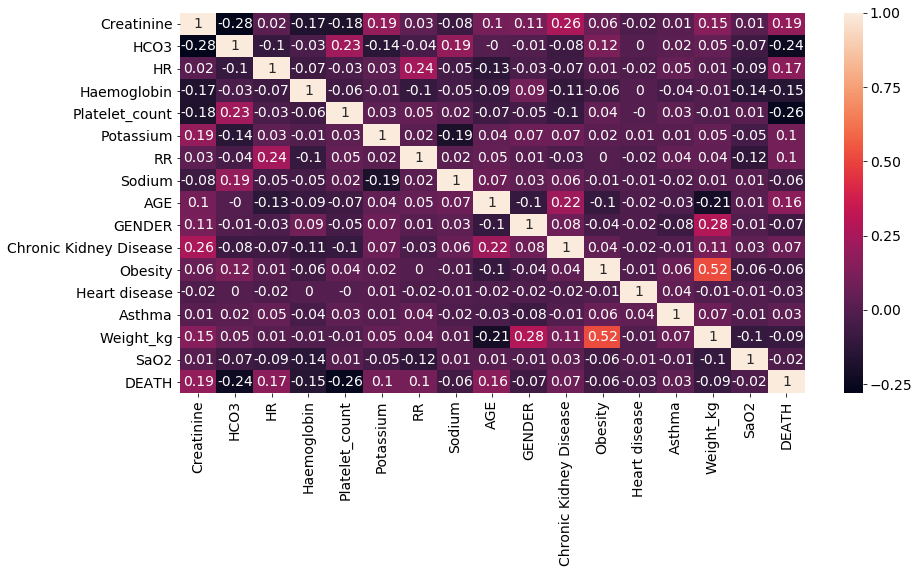 Creatinine 1 -0.28 0.02 -0.17 -0.18 0.19 0.03 -0.08 0.1 0.11 0.26 0.06 -0.02 0.01 0.15 0.01 0.19
HCO3 -0.28 1 -0.1 -0.03 0.23 -0.14 -0.04 0.19 -0 -0.01 -0.08 0.12 0 0.02 0.05 -0.07 -0.24
HR 0.02 -0.1 1 -0.07 -0.03 0.03 0.24 -0.05 -0.13 -0.03 -0.07 0.01 -0.02 0.05 0.01 -0.09 0.17
Haemoglobin -0.17 -0.03 -0.07 1 -0.06 -0.01 -0.1 -0.05 -0.09 0.09 -0.11 -0.06 0 -0.04 -0.01 -0.14 -0.15
Platelet_count -0.18 0.23 -0.03 -0.06 1 0.03 0.05 0.02 -0.07 -0.05 -0.1 0.04 -0 0.03 -0.01 0.01 -0.26
Potassium 0.19 -0.14 0.03 -0.01 0.03 1 0.02 -0.19 0.04 0.07 0.07 0.02 0.01 0.01 0.05 -0.05 0.1
RR 0.03 -0.04 0.24 -0.1 0.05 0.02 1 0.02 0.05 0.01 -0.03 0 -0.02 0.04 0.04 -0.12 0.1
Sodium -0.08 0.19 -0.05 -0.05 0.02 -0.19 0.02 1 0.07 0.03 0.06 -0.01 -0.01 -0.02 0.01 0.01 -0.06
AGE 0.1 -0 -0.13 -0.09 -0.07 0.04 0.05 0.07 1 -0.1 0.22 -0.1 -0.02 -0.03 -0.21 0.01 0.16
GENDER 0.11 -0.01 -0.03 0.09 -0.05 0.07 0.01 0.03 -0.1 1 0.08 -0.04 -0.02 -0.08 0.28 -0.01 -0.07
Chronic Kidney Disease 0.26 -0.08 -0.07 -0.11 -0.1 0.07 -0.03 0.06 0.22 0.08 1 0.04 -0.02 -0.01 0.11 0.03 0.07
Obesity 0.06 0.12 0.01 -0.06 0.04 0.02 0 -0.01 -0.1 -0.04 0.04 1 -0.01 0.06 0.52 -0.06 -0.06
Heart disease -0.02 0 -0.02 0 -0 0.01 -0.02 -0.01 -0.02 -0.02 -0.02 -0.01 1 0.04 -0.01 -0.01 -0.03
Asthma 0.01 0.02 0.05 -0.04 0.03 0.01 0.04 -0.02 -0.03 -0.08 -0.01 0.06 0.04 1 0.07 -0.01 0.03
Weight_kg 0.15 0.05 0.01 -0.01 -0.01 0.05 0.04 0.01 -0.21 0.28 0.11 0.52 -0.01 0.07 1 -0.1 -0.09
SaO2 0.01 -0.07 -0.09 -0.14 0.01 -0.05 -0.12 0.01 0.01 -0.01 0.03 -0.06 -0.01 -0.01 -0.1 1 -0.02
DEATH 0.19 -0.24 0.17 -0.15 -0.26 0.1 0.1 -0.06 0.16 -0.07 0.07 -0.06 -0.03 0.03 -0.09 -0.02 1
Creatinine
HCO3
HR
Haemoglobin
Platelet_count
Potassium
RR
Sodium
AGE
GENDER
Chronic Kidney Disease
Obesity
Heart disease
Asthma
Weight_kg
SaO2
DEATH
1.00
0.75
0.50
0.25
0.00
−0.25